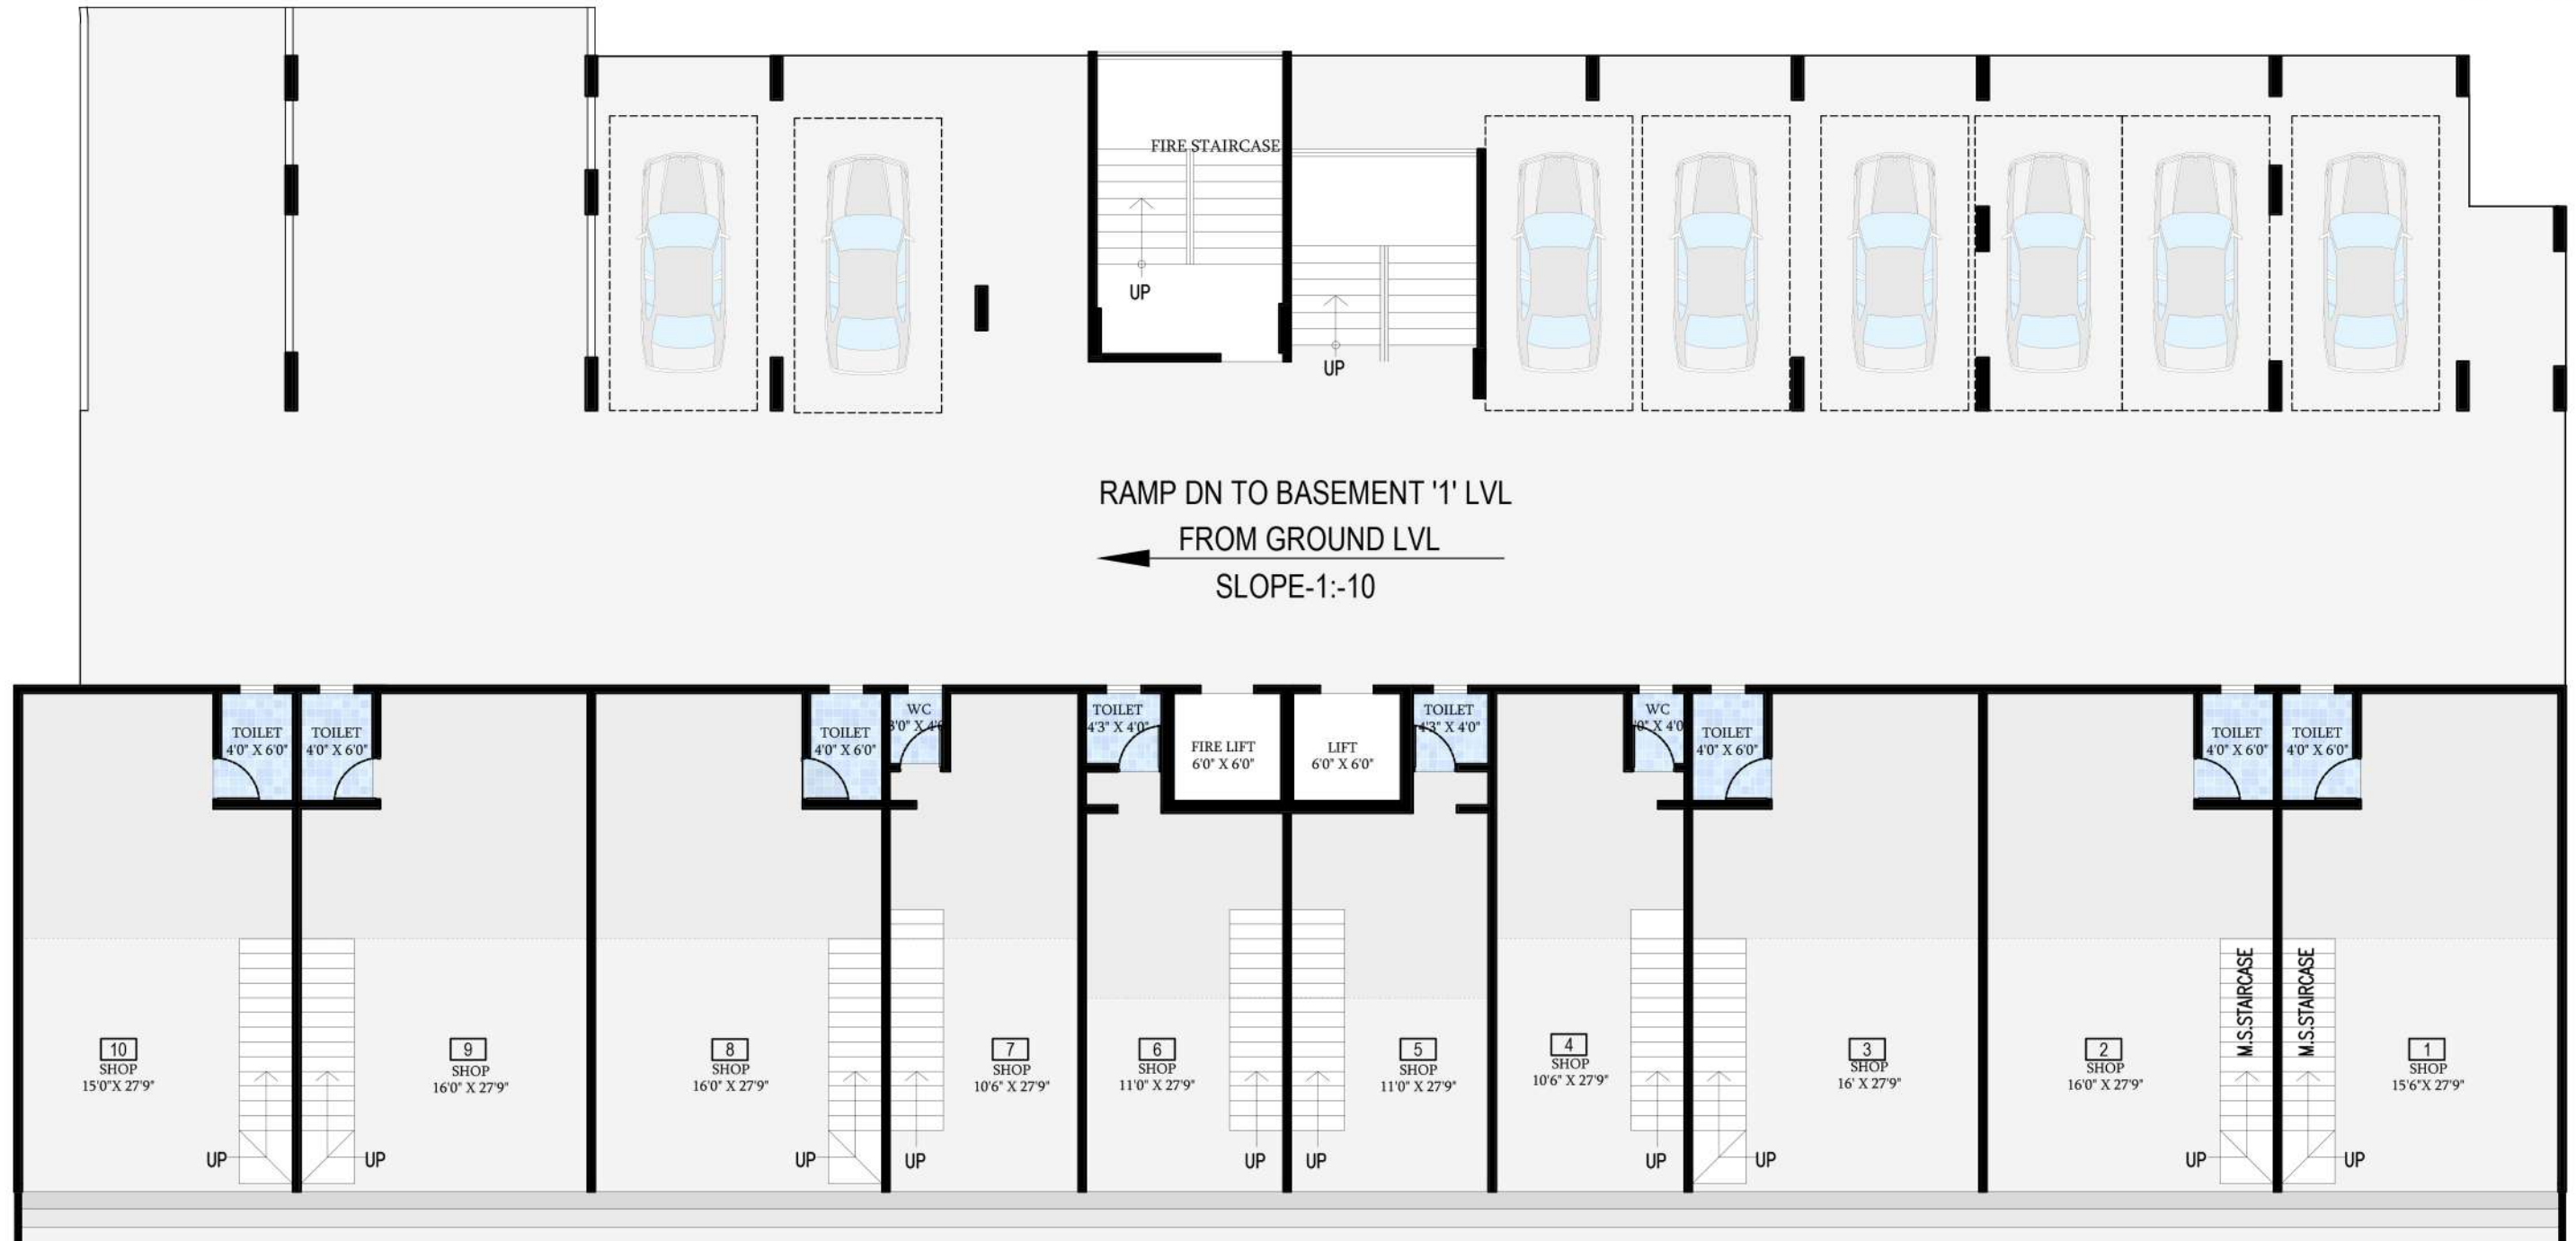 FIRE STAIRCASE
UP
UP
RAMP DN TO BASEMENT '1' LVL
FROM GROUND LVL
SLOPE-1:-10
TOILET
4'0" X 6'0"
TOILET
4'0" X 6'0"
TOILET
4'0" X 6'0"
WC
3'0" X 4'0"
TOILET
4'3" X 4'0"
FIRE LIFT
6'0" X 6'0"
LIFT
6'0" X 6'0"
TOILET
4'3" X 4'0"
WC
TOILET
4'0" X 6'0"
TOILET
4'0" X 6'0"
TOILET
4'0" X 6'0"
M.S.STAIRCASE
M.S.STAIRCASE
10
SHOP
15'0"X 27'9"
9
SHOP
16'0" X 27'9"
8
SHOP
16'0" X 27'9"
7
SHOP
10'6" X 27'9"
6
SHOP
11'0" X 27'9"
5
SHOP
11'0" X 27'9"
4
SHOP
10'6" X 27'9"
3
SHOP
16' X 27'9"
2
SHOP
16'0" X 27'9"
1
SHOP
15'6"X 27'9"
UP
UP
UP
UP
UP
UP
UP
UP
UP
UP